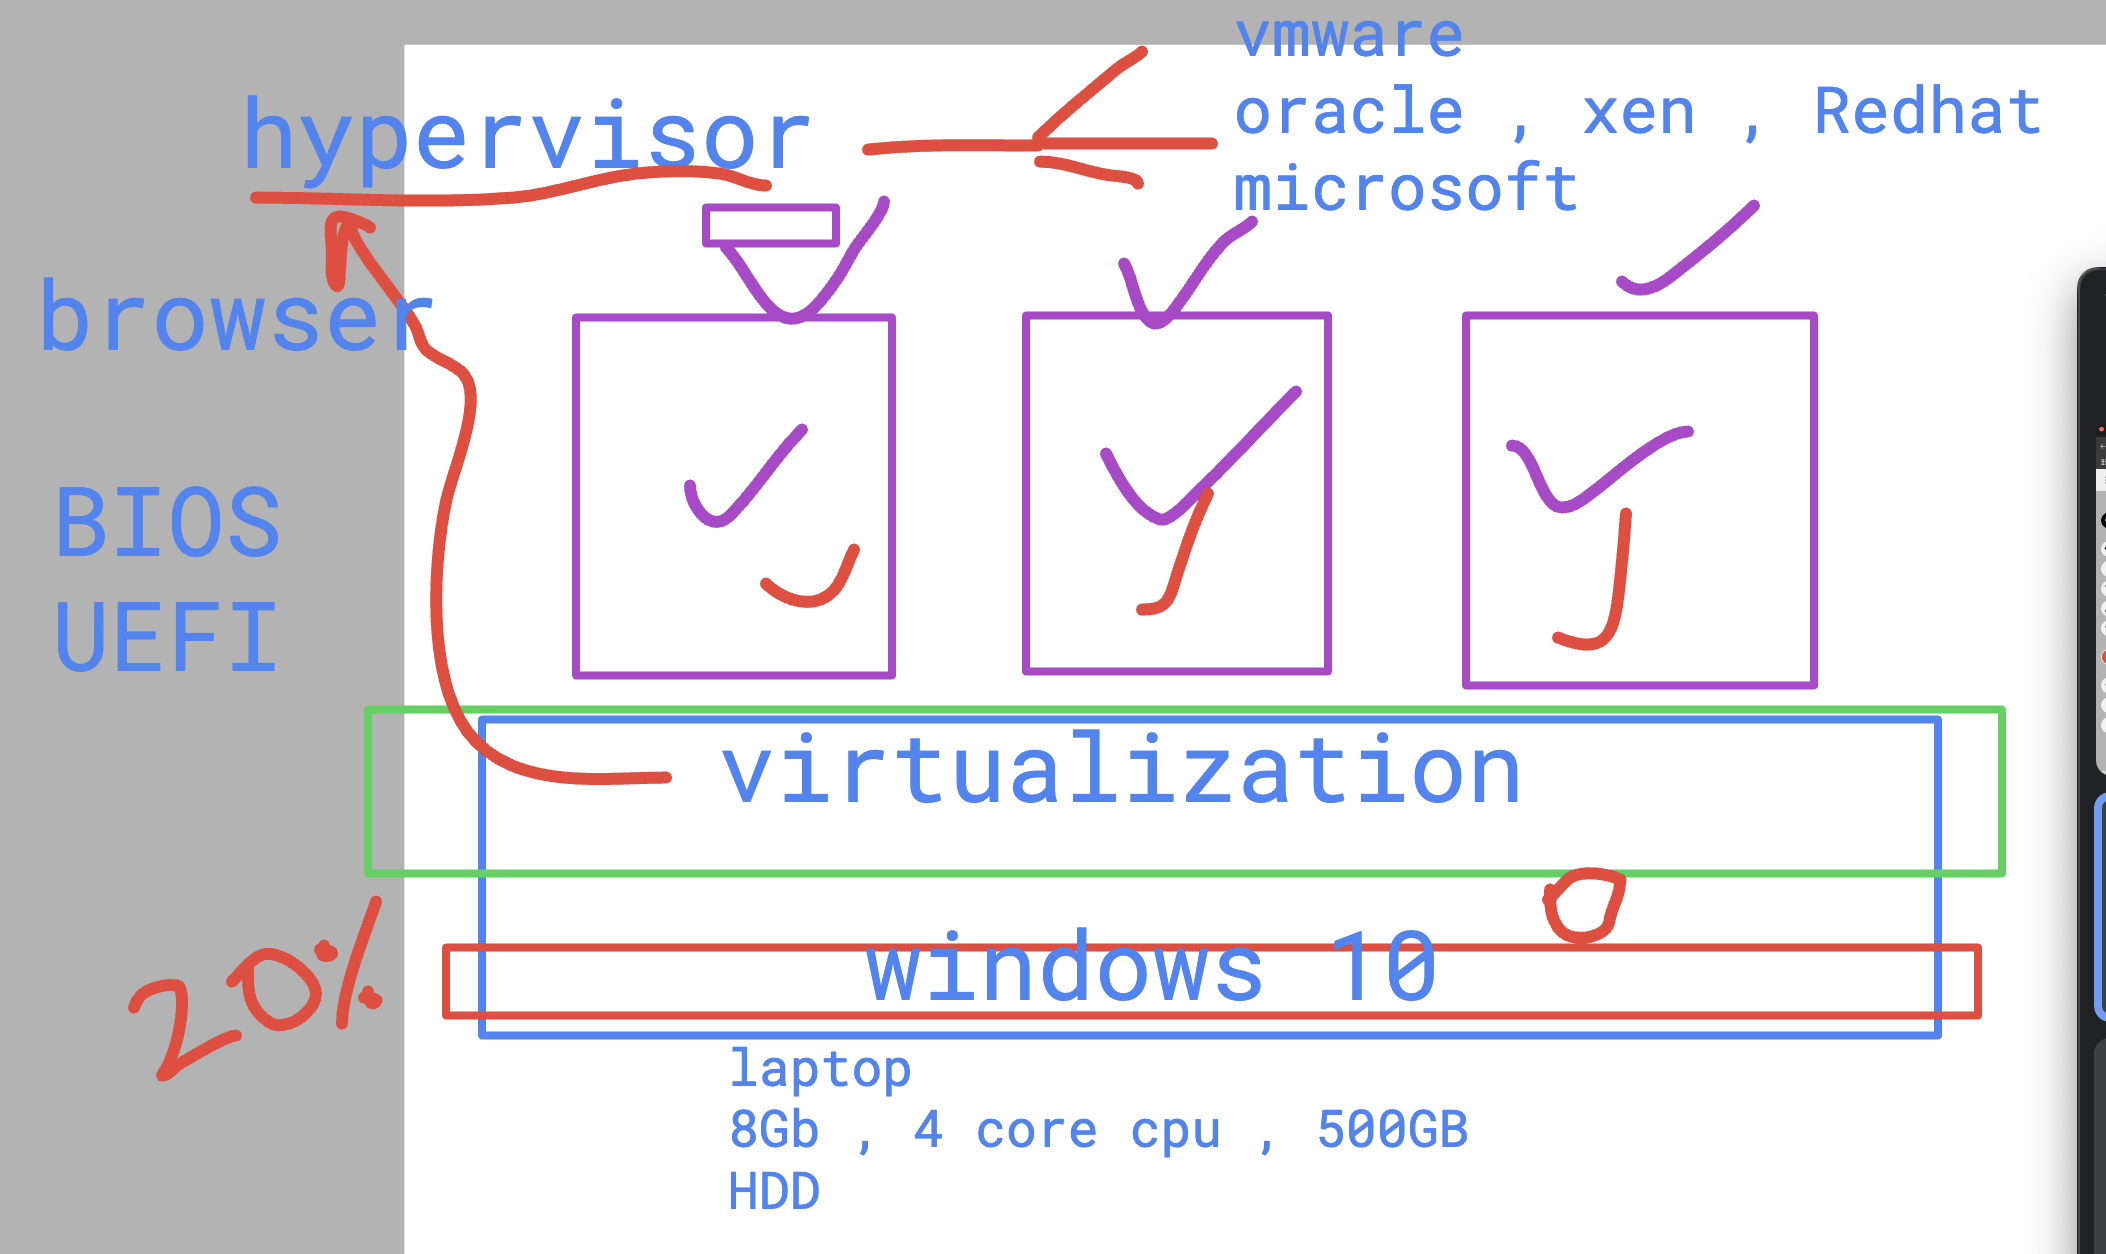 vmware
oracle , xen , Redhat
microsoft
hypervisor
browser
BIOS
UEFI
virtualization
windows 10
20%
laptop
8Gb , 4 core cpu , 500GB
HDD